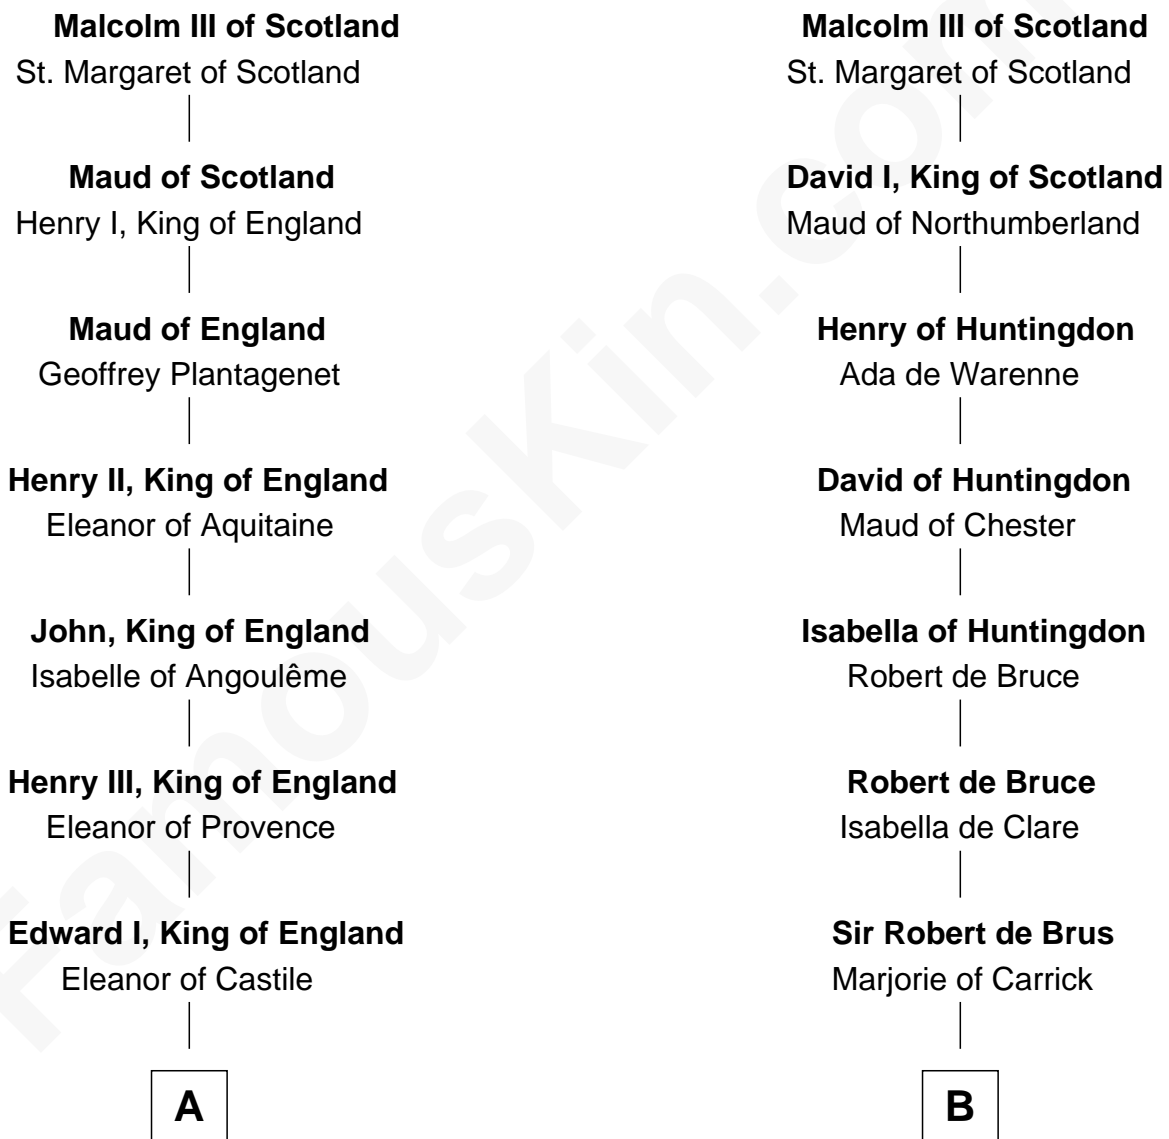 Malcolm III of Scotland
St. Margaret of Scotland
Maud of Scotland
Henry I, King of England
Maud of England
Geoffrey Plantagenet
Henry II, King of England
Eleanor of Aquitaine
John, King of England
Isabelle of Angoulême
Henry III, King of England
Eleanor of Provence
Edward I, King of England
Eleanor of Castile
A
Malcolm III of Scotland
St. Margaret of Scotland
David I, King of Scotland
Maud of Northumberland
Henry of Huntingdon
Ada de Warenne
David of Huntingdon
Maud of Chester
Isabella of Huntingdon
Robert de Bruce
Robert de Bruce
Isabella de Clare
Sir Robert de Brus
Marjorie of Carrick
B
FamousKin.com